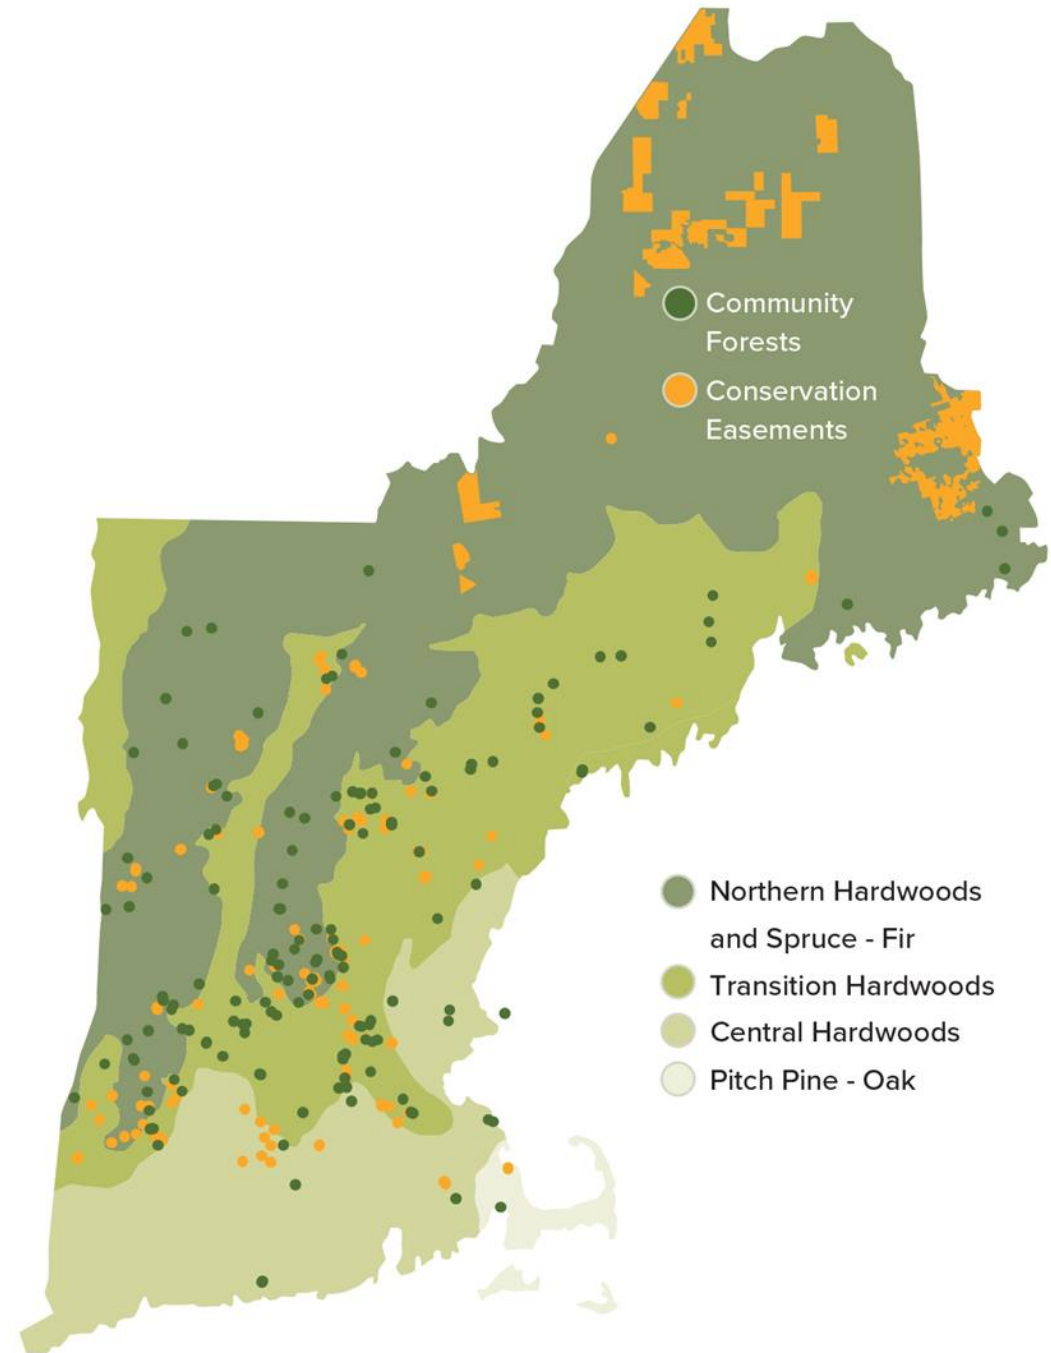 Community
Forests
Conservation
Easements
Northern Hardwoods
and Spruce - Fir
Transition Hardwoods
Central Hardwoods
Pitch Pine - Oak